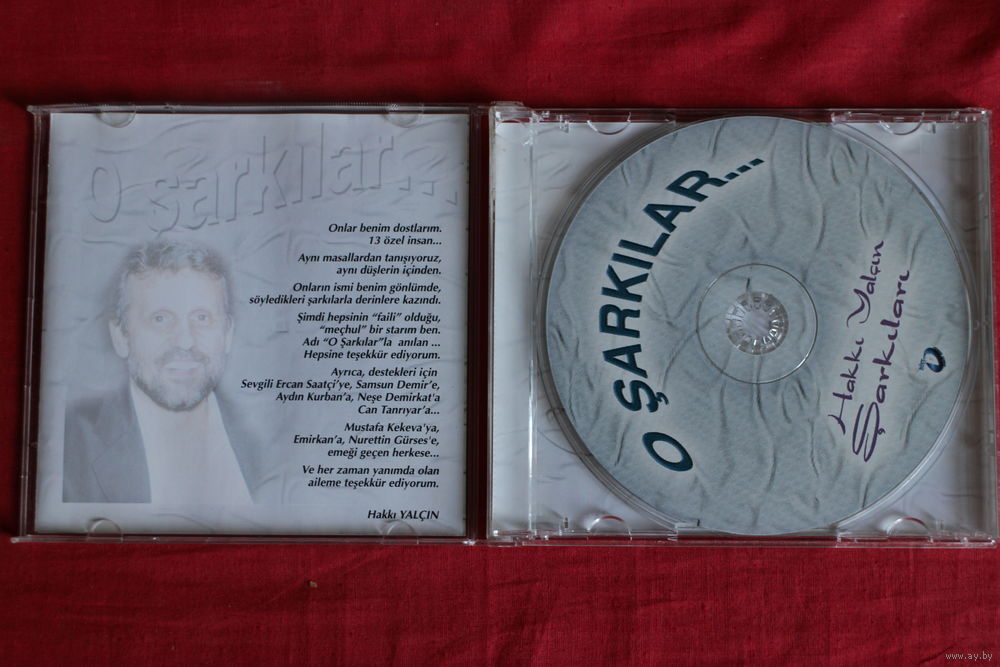 O şarkılar...
Onlar benim dostlarım.
13 özel insan...
Aynı masallardan tanışıyoruz,
aynı düşlerin içinden.
Onların ismi benim gönlümde,
söyledikleri şarkılarla derinlere kazındı.
Şimdi hepsinin “faili” olduğu,
“meçhul” bir starım ben.
Adı “O Şarkılar”la anılan ...
Hepsine teşekkür ediyorum.
Ayrıca, destekleri için
Sevgili Ercan Saatçi’ye, Samsun Demir’e,
Aydın Kurban’a, Neşe Demirkat'a
Can Tanrıyar’a...
Mustafa Kekeva'ya,
Emirkan’a, Nurettin Gürses'e,
emeği geçen herkese...
Ve her zaman yanımda olan
aileme teşekkür ediyorum.
Hakkı YALÇIN
O ŞARKILAR...
Hakkı Yalçın
Şarkıları
www.ay.by